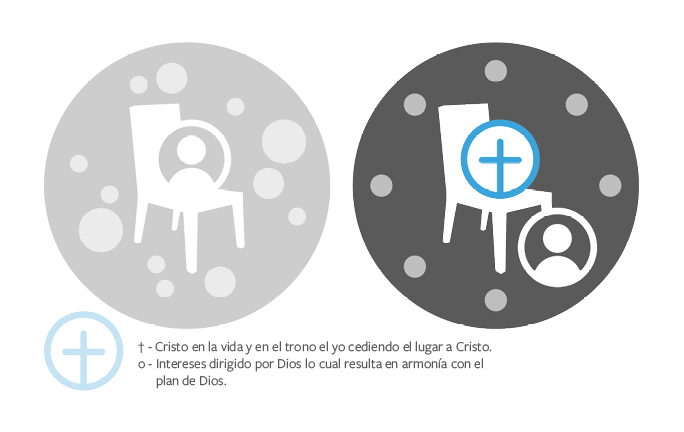 † - Cristo en la vida y en el trono el yo cediendo el lugar a Cristo.
o - Intereses dirigido por Dios lo cual resulta en armonía con el
plan de Dios.